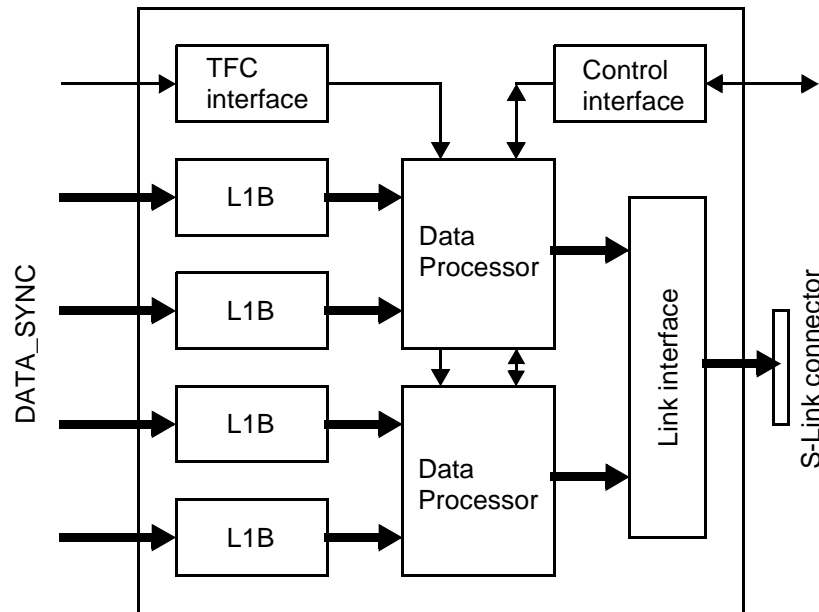 TFC
interface
Control
interface
L1B
L1B
Data
Processor
L1B
L1B
Data
Processor
DATA_SYNC
Link interface
S-Link connector